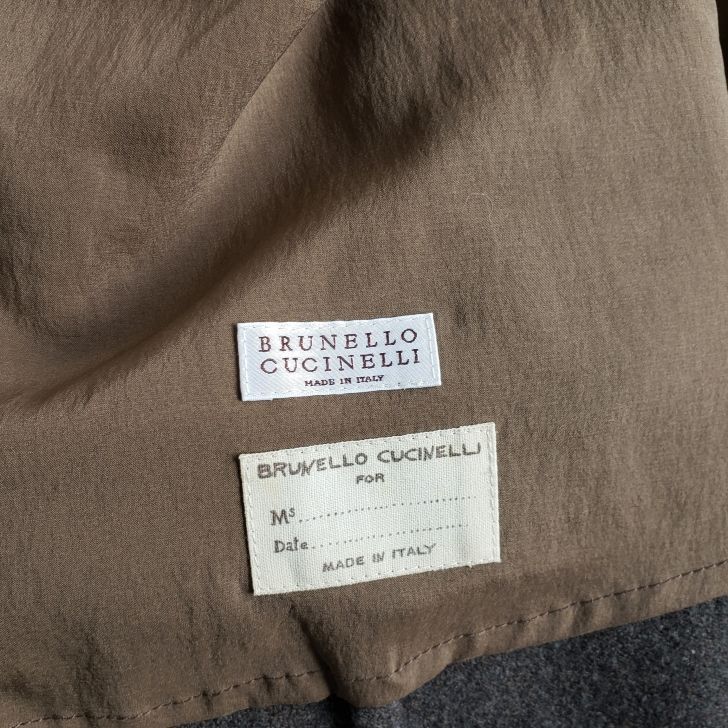 BRUNELLO
CUCINELLI
MADE IN ITALY
BRUNELLO CUCINELLI
FOR
Ms.......................................
Date...................................
MADE IN ITALY